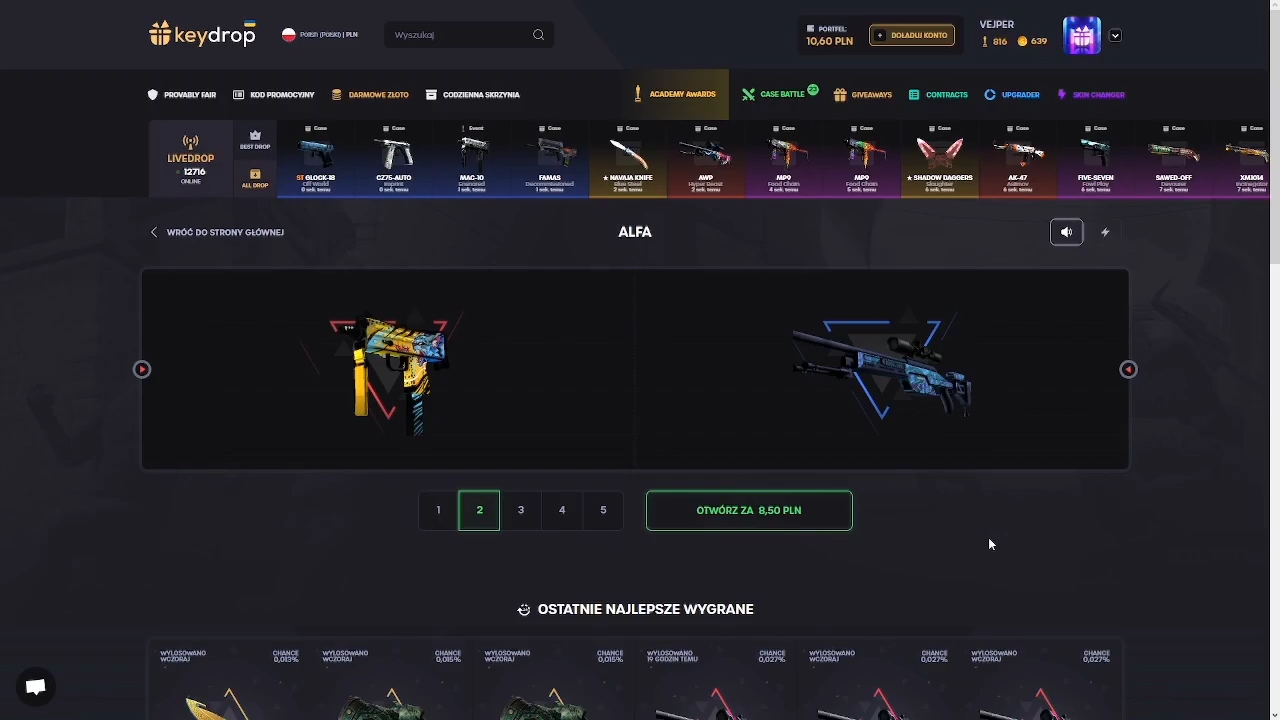 keydrop
Polish (Polski) | PLN
Wyszukaj
PORTFEL:
10,60 PLN
DOŁADUJ KONTO
VEJPER
816
639
PROVABLY FAIR
KOD PROMOCYJNY
DARMOWE ZŁOTO
CODZIENNA SKRZYNIA
ACADEMY AWARDS
CASE BATTLE
23
GIVEAWAYS
CONTRACTS
UPGRADER
SKIN CHANGER
LIVEDROP
12716
ONLINE
BEST DROP
ALL DROP
Case
ST GLOCK-18
Off World
0 sek. temu
Case
CZ75-AUTO
Imprint
0 sek. temu
Event
MAC-10
Ensnared
1 sek. temu
Case
FAMAS
Decommissioned
1 sek. temu
Case
★ NAVAJA KNIFE
Blue Steel
2 sek. temu
Case
AWP
Hyper Beast
2 sek. temu
Case
MP9
Food Chain
4 sek. temu
Case
MP9
Food Chain
5 sek. temu
Case
★ SHADOW DAGGERS
Slaughter
6 sek. temu
Case
AK-47
Asiimov
6 sek. temu
Case
FIVE-SEVEN
Fowl Play
6 sek. temu
Case
SAWED-OFF
Devourer
7 sek. temu
Case
XM1014
Incinegator
7 sek. temu
WRÓĆ DO STRONY GŁÓWNEJ
ALFA
1
2
3
4
5
OTWÓRZ ZA 8,50 PLN
OSTATNIE NAJLEPSZE WYGRANE
WYLOSOWANO
WCZORAJ
CHANCE
0,013%
WYLOSOWANO
WCZORAJ
CHANCE
0,015%
WYLOSOWANO
WCZORAJ
CHANCE
0,015%
WYLOSOWANO
19 GODZIN TEMU
CHANCE
0,027%
WYLOSOWANO
WCZORAJ
CHANCE
0,027%
WYLOSOWANO
WCZORAJ
CHANCE
0,027%